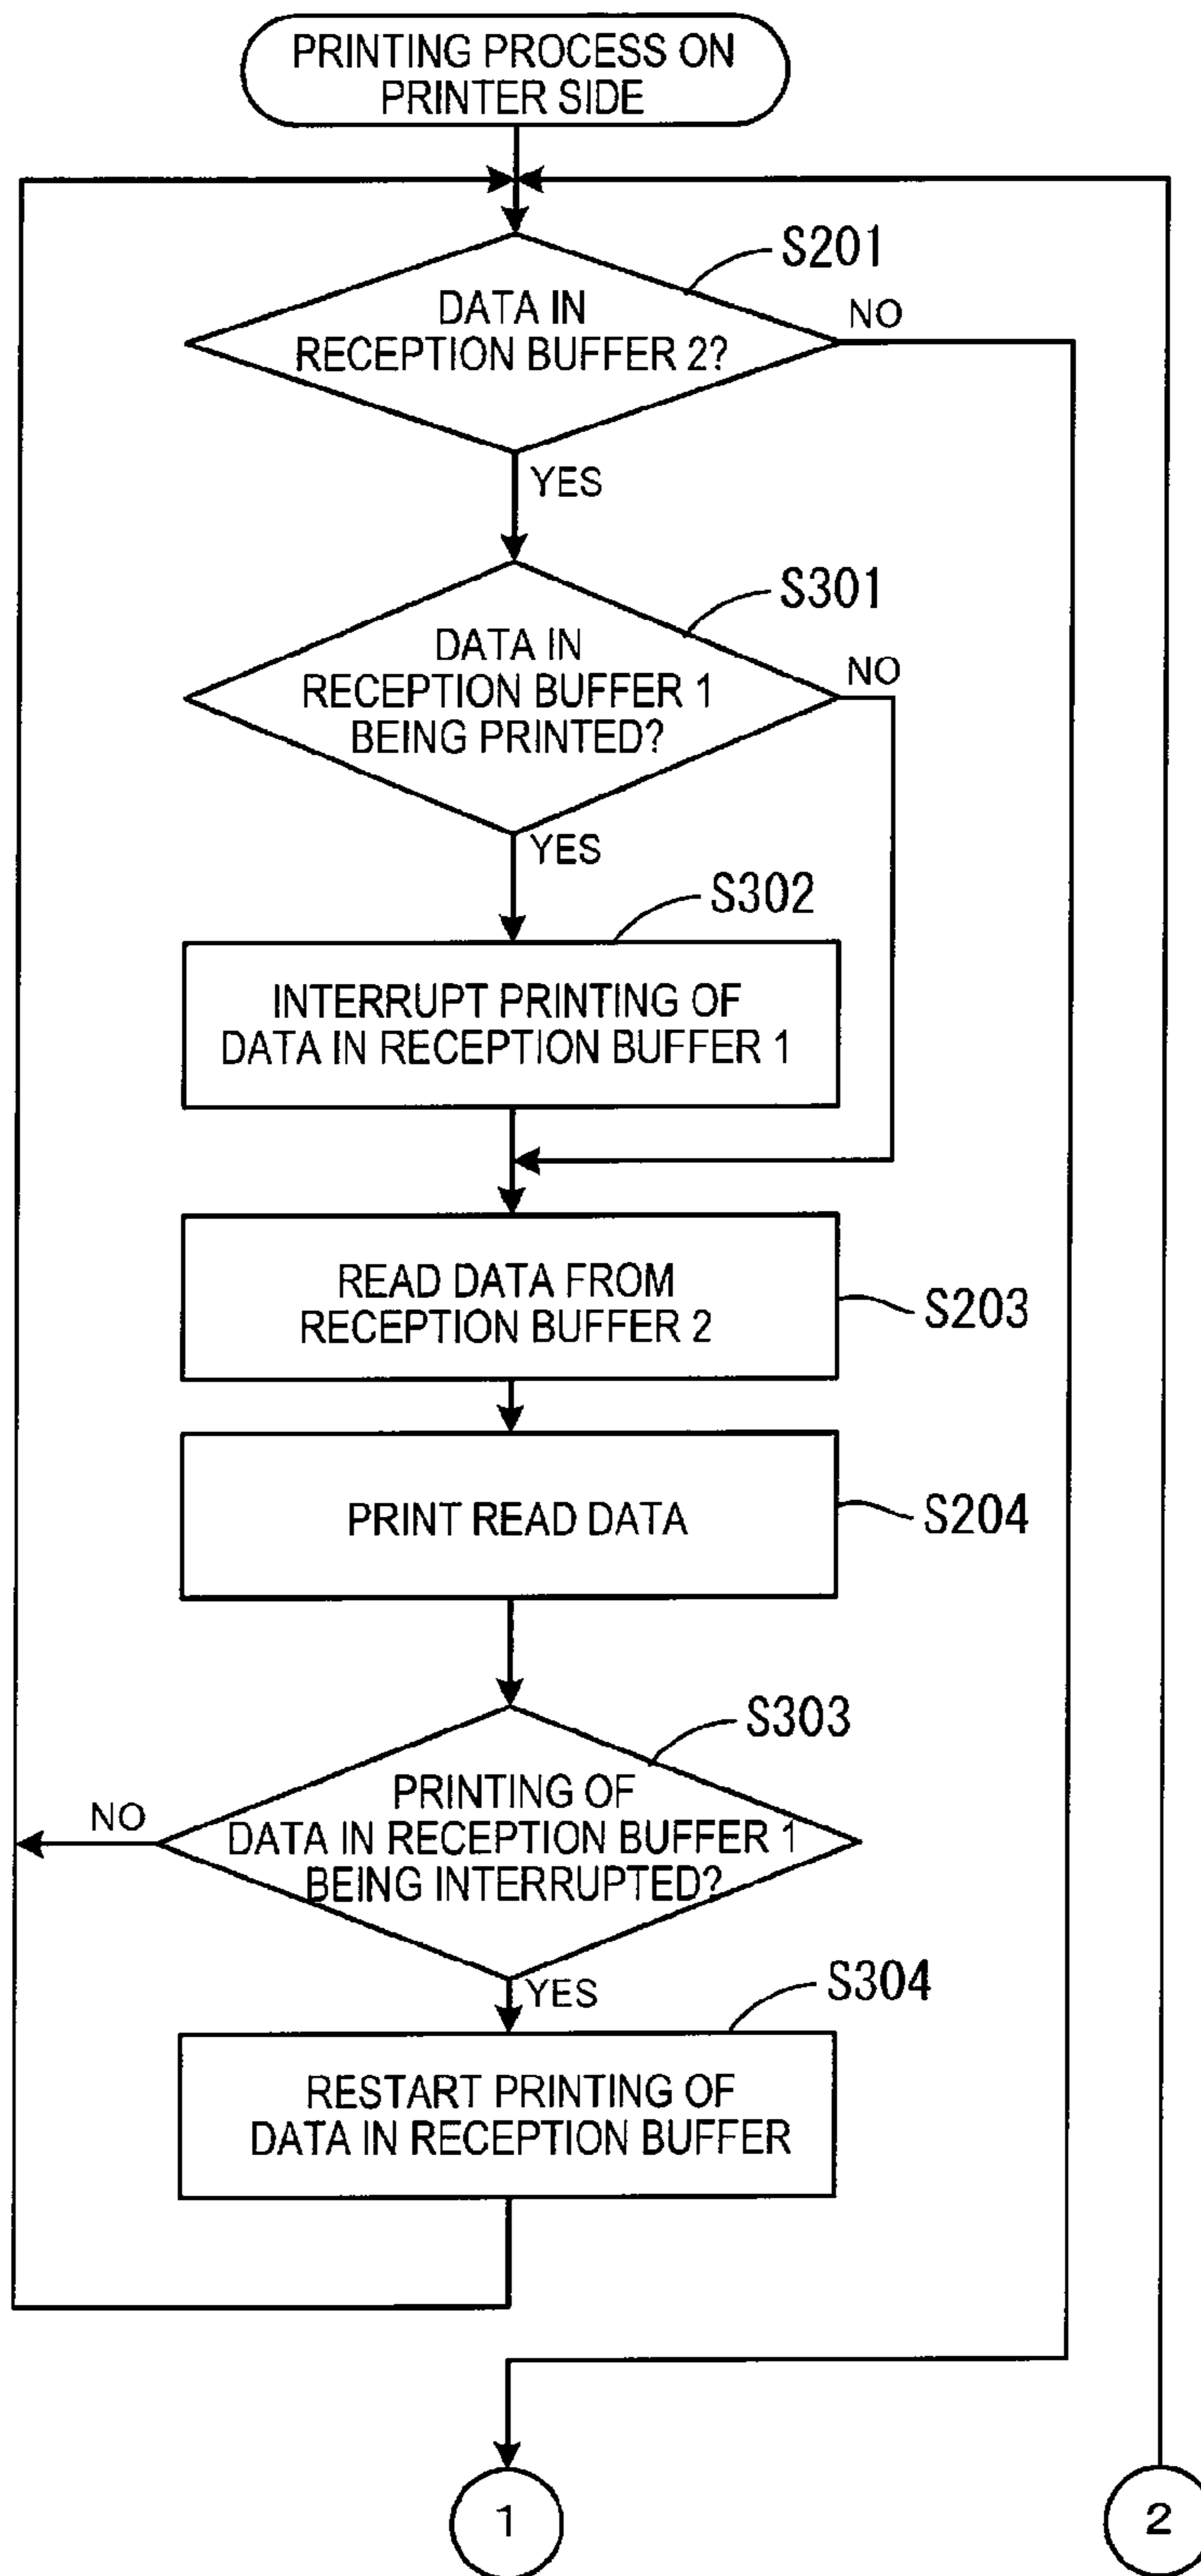 PRINTING PROCESS ON
PRINTER SIDE
S201
DATA IN
RECEPTION BUFFER 2?
NO
YES
S301
DATA IN
RECEPTION BUFFER 1
BEING PRINTED?
NO
YES
S302
INTERRUPT PRINTING OF
DATA IN RECEPTION BUFFER 1
READ DATA FROM
RECEPTION BUFFER 2
S203
PRINT READ DATA
S204
S303
PRINTING OF
DATA IN RECEPTION BUFFER 1
BEING INTERRUPTED?
NO
YES
S304
RESTART PRINTING OF
DATA IN RECEPTION BUFFER
1
2